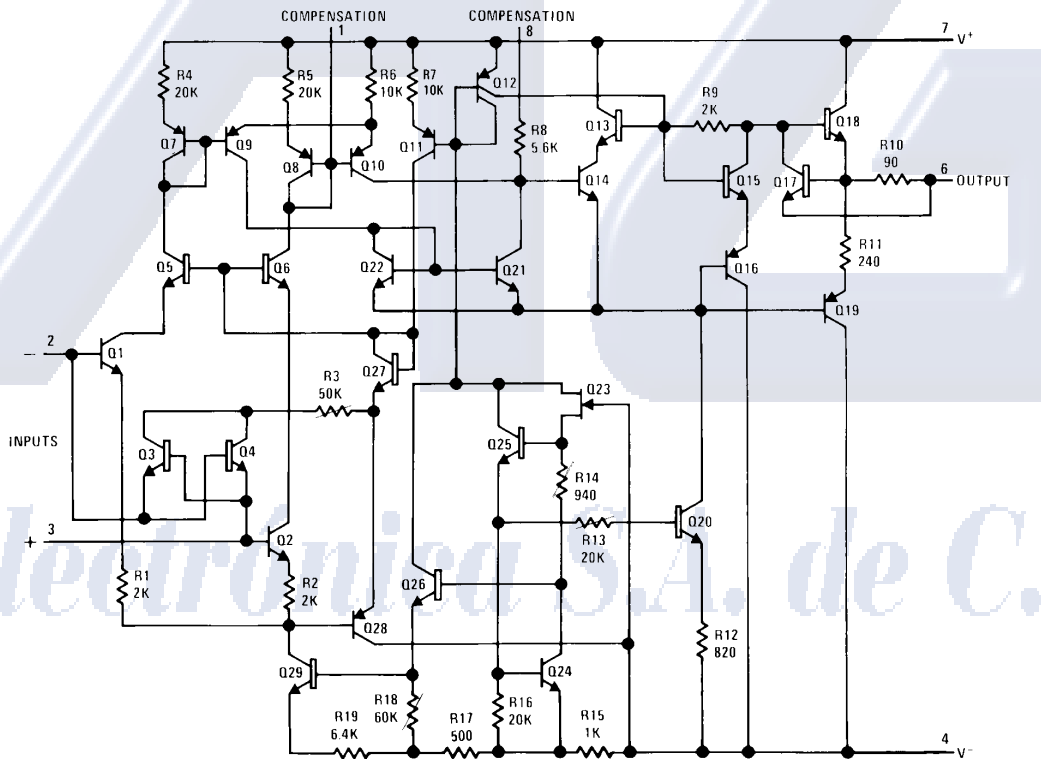 COMPENSATION
1
COMPENSATION
8
7
V+
R4
20K
R5
20K
R6
10K
R7
10K
Q12
R8
5.6K
R9
2K
Q13
Q18
R10
90
Q7
Q9
Q8
Q10
Q11
Q14
Q15
Q17
6
OUTPUT
Q5
Q6
Q22
Q21
Q16
R11
240
Q19
2
−
Q1
Q27
R3
50K
Q23
INPUTS
Q3
Q4
Q25
R14
940
3
+
Q2
R13
20K
Q20
R1
2K
R2
2K
Q26
Q28
R12
820
Q29
Q24
R18
60K
R16
20K
R19
6.4K
R17
500
R15
1K
4
V−
electrónica S.A. de C.